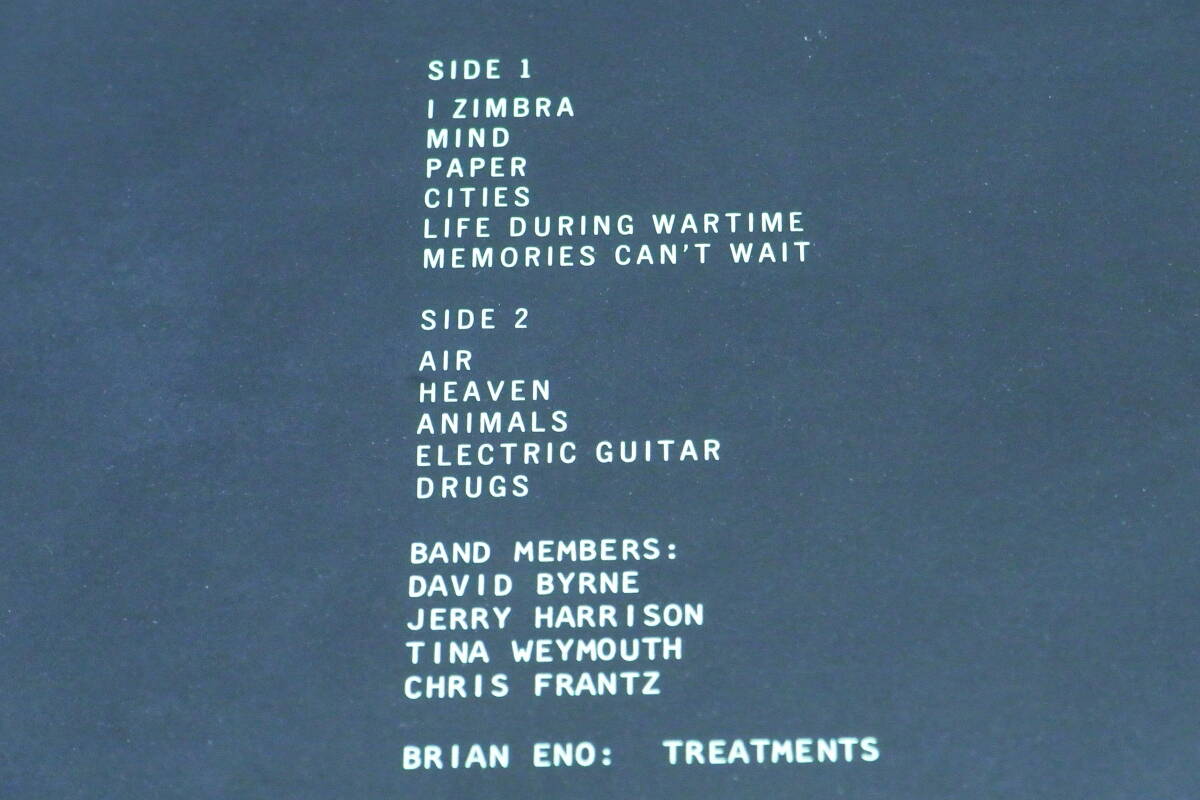 SIDE 1
I ZIMBRA
MIND
PAPER
CITIES
LIFE DURING WARTIME
MEMORIES CAN'T WAIT
SIDE 2
AIR
HEAVEN
ANIMALS
ELECTRIC GUITAR
DRUGS
BAND MEMBERS:
DAVID BYRNE
JERRY HARRISON
TINA WEYMOUTH
CHRIS FRANTZ
BRIAN ENO: TREATMENTS